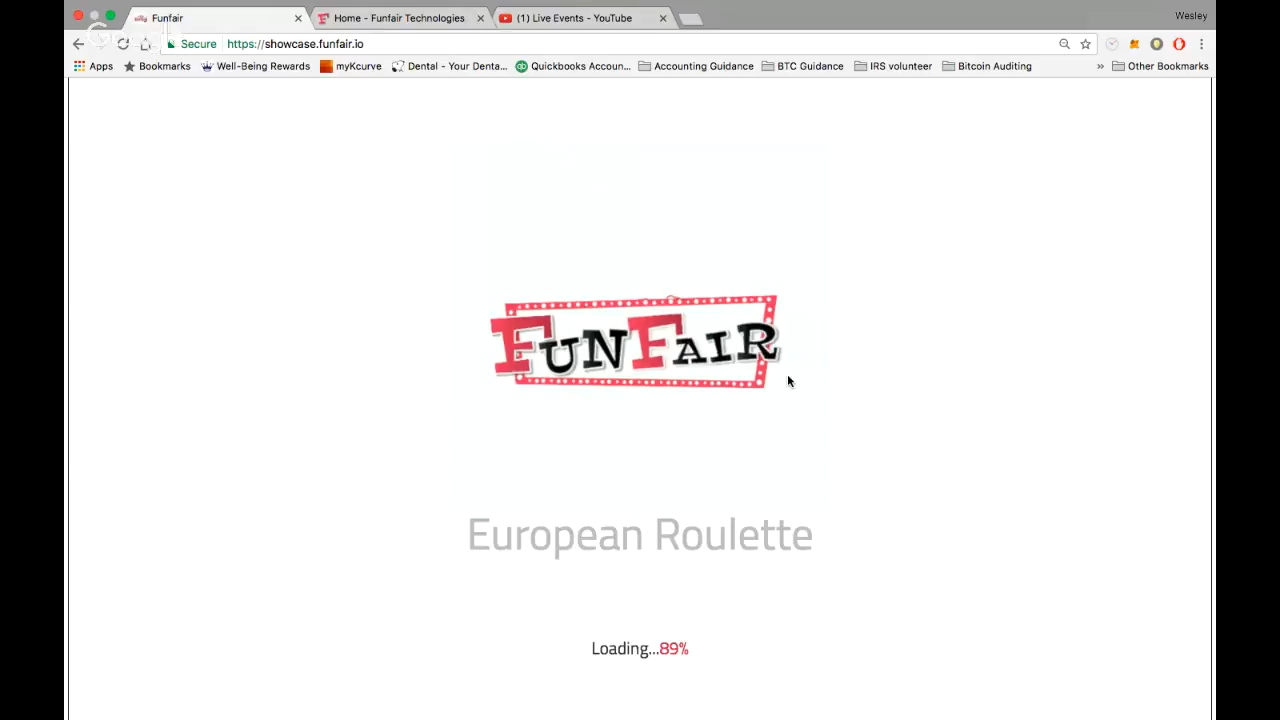 Funfair
Home - Funfair Technologies
(1) Live Events - YouTube
Wesley
Google
Secure
https://showcase.funfair.io
Apps
Bookmarks
Well-Being Rewards
myKcurve
Dental - Your Denta...
Quickbooks Accoun...
Accounting Guidance
BTC Guidance
IRS volunteer
Bitcoin Auditing
»
Other Bookmarks
FUNFAIR
European Roulette
Loading...89%